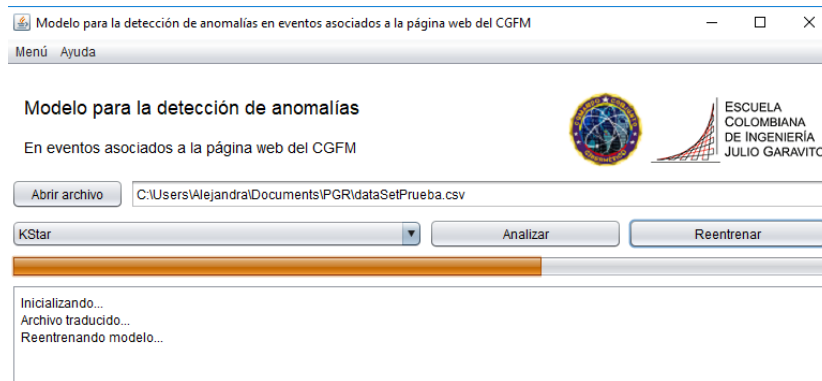 Modelo para la detección de anomalías en eventos asociados a la página web del CGFM
Menú Ayuda
Modelo para la detección de anomalías
En eventos asociados a la página web del CGFM
ESCUELA
COLOMBIANA
DE INGENIERÍA
JULIO GARAVITO
Abrir archivo C:\Users\Alejandra\Documents\PGR\dataSetPrueba.csv
KStar Analizar Reentrenar
Inicializando...
Archivo traducido...
Reentrenando modelo...